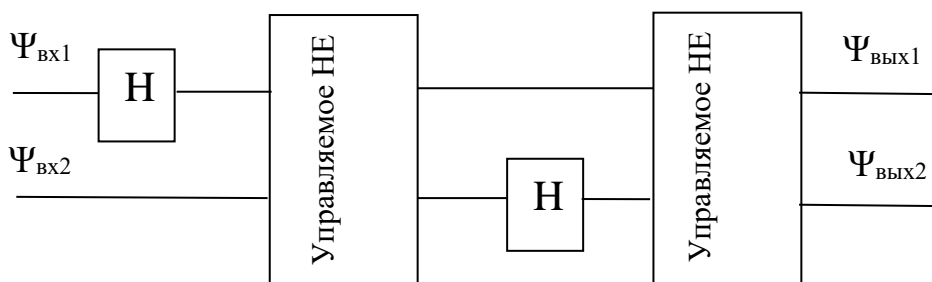 Ψвх1
H
Управляемое НЕ
Управляемое НЕ
Ψвых1
Ψвх2
H
Ψвых2